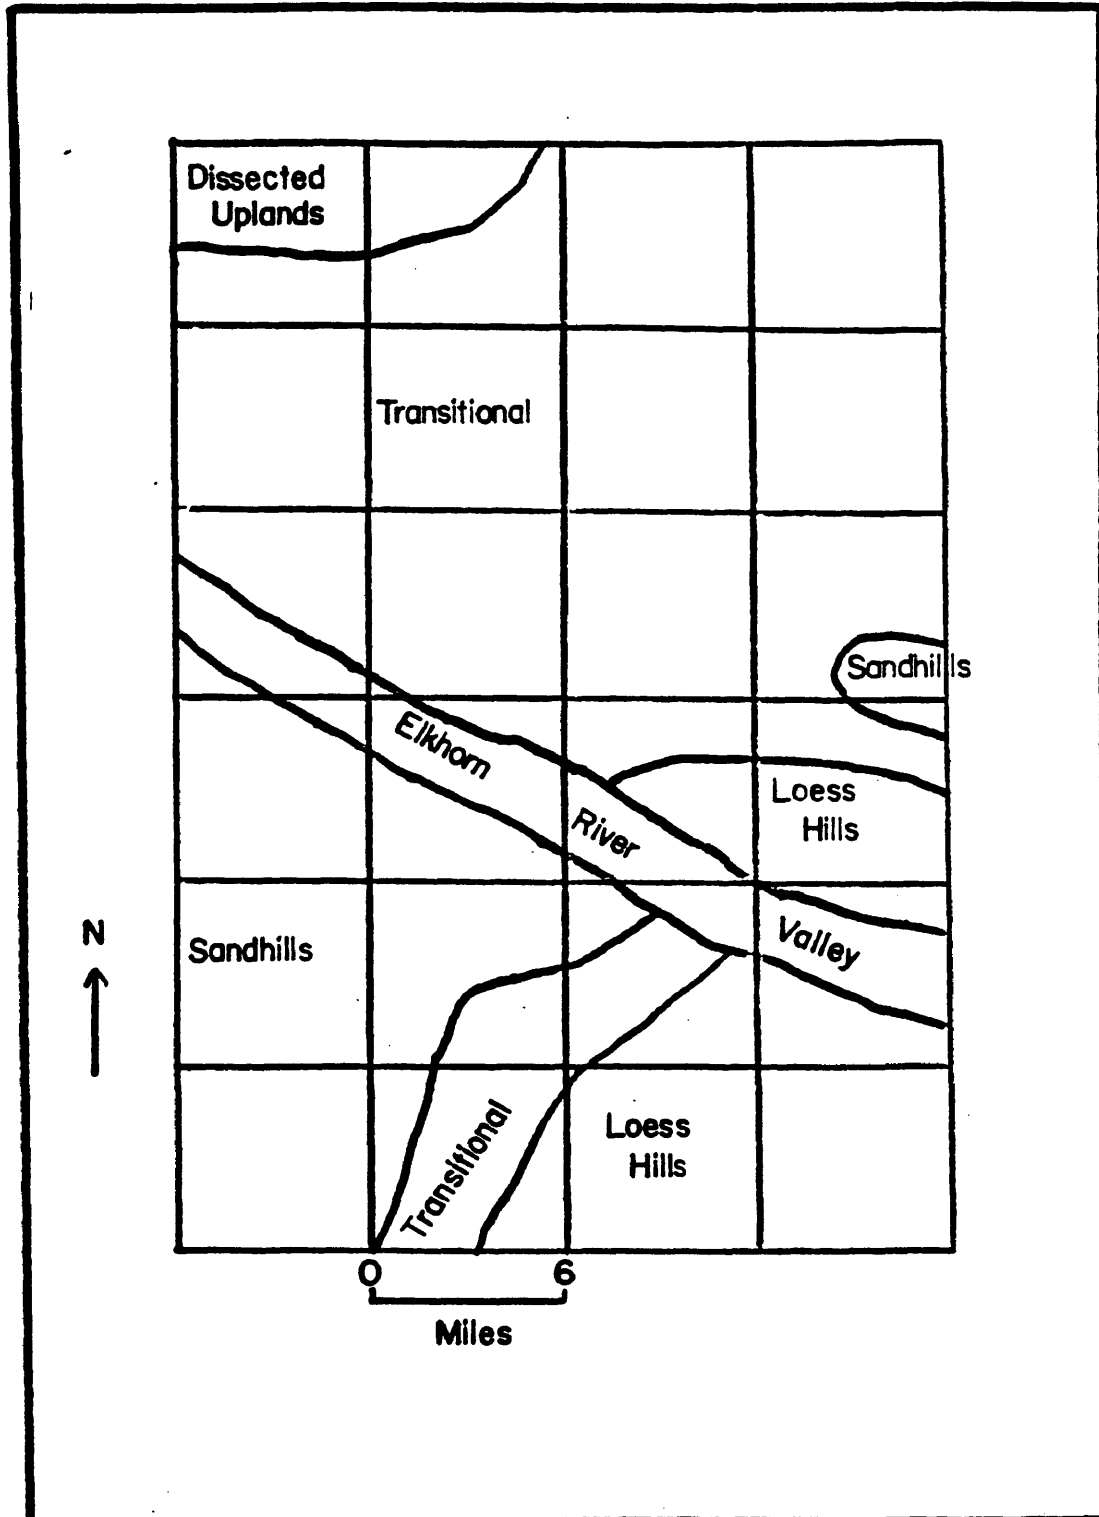 Dissected
Uplands
Transitional
Sandhills
Elkhorn
River
Valley
Loess
Hills
N
Sandhills
Transitional
Loess
Hills
0 6
Miles